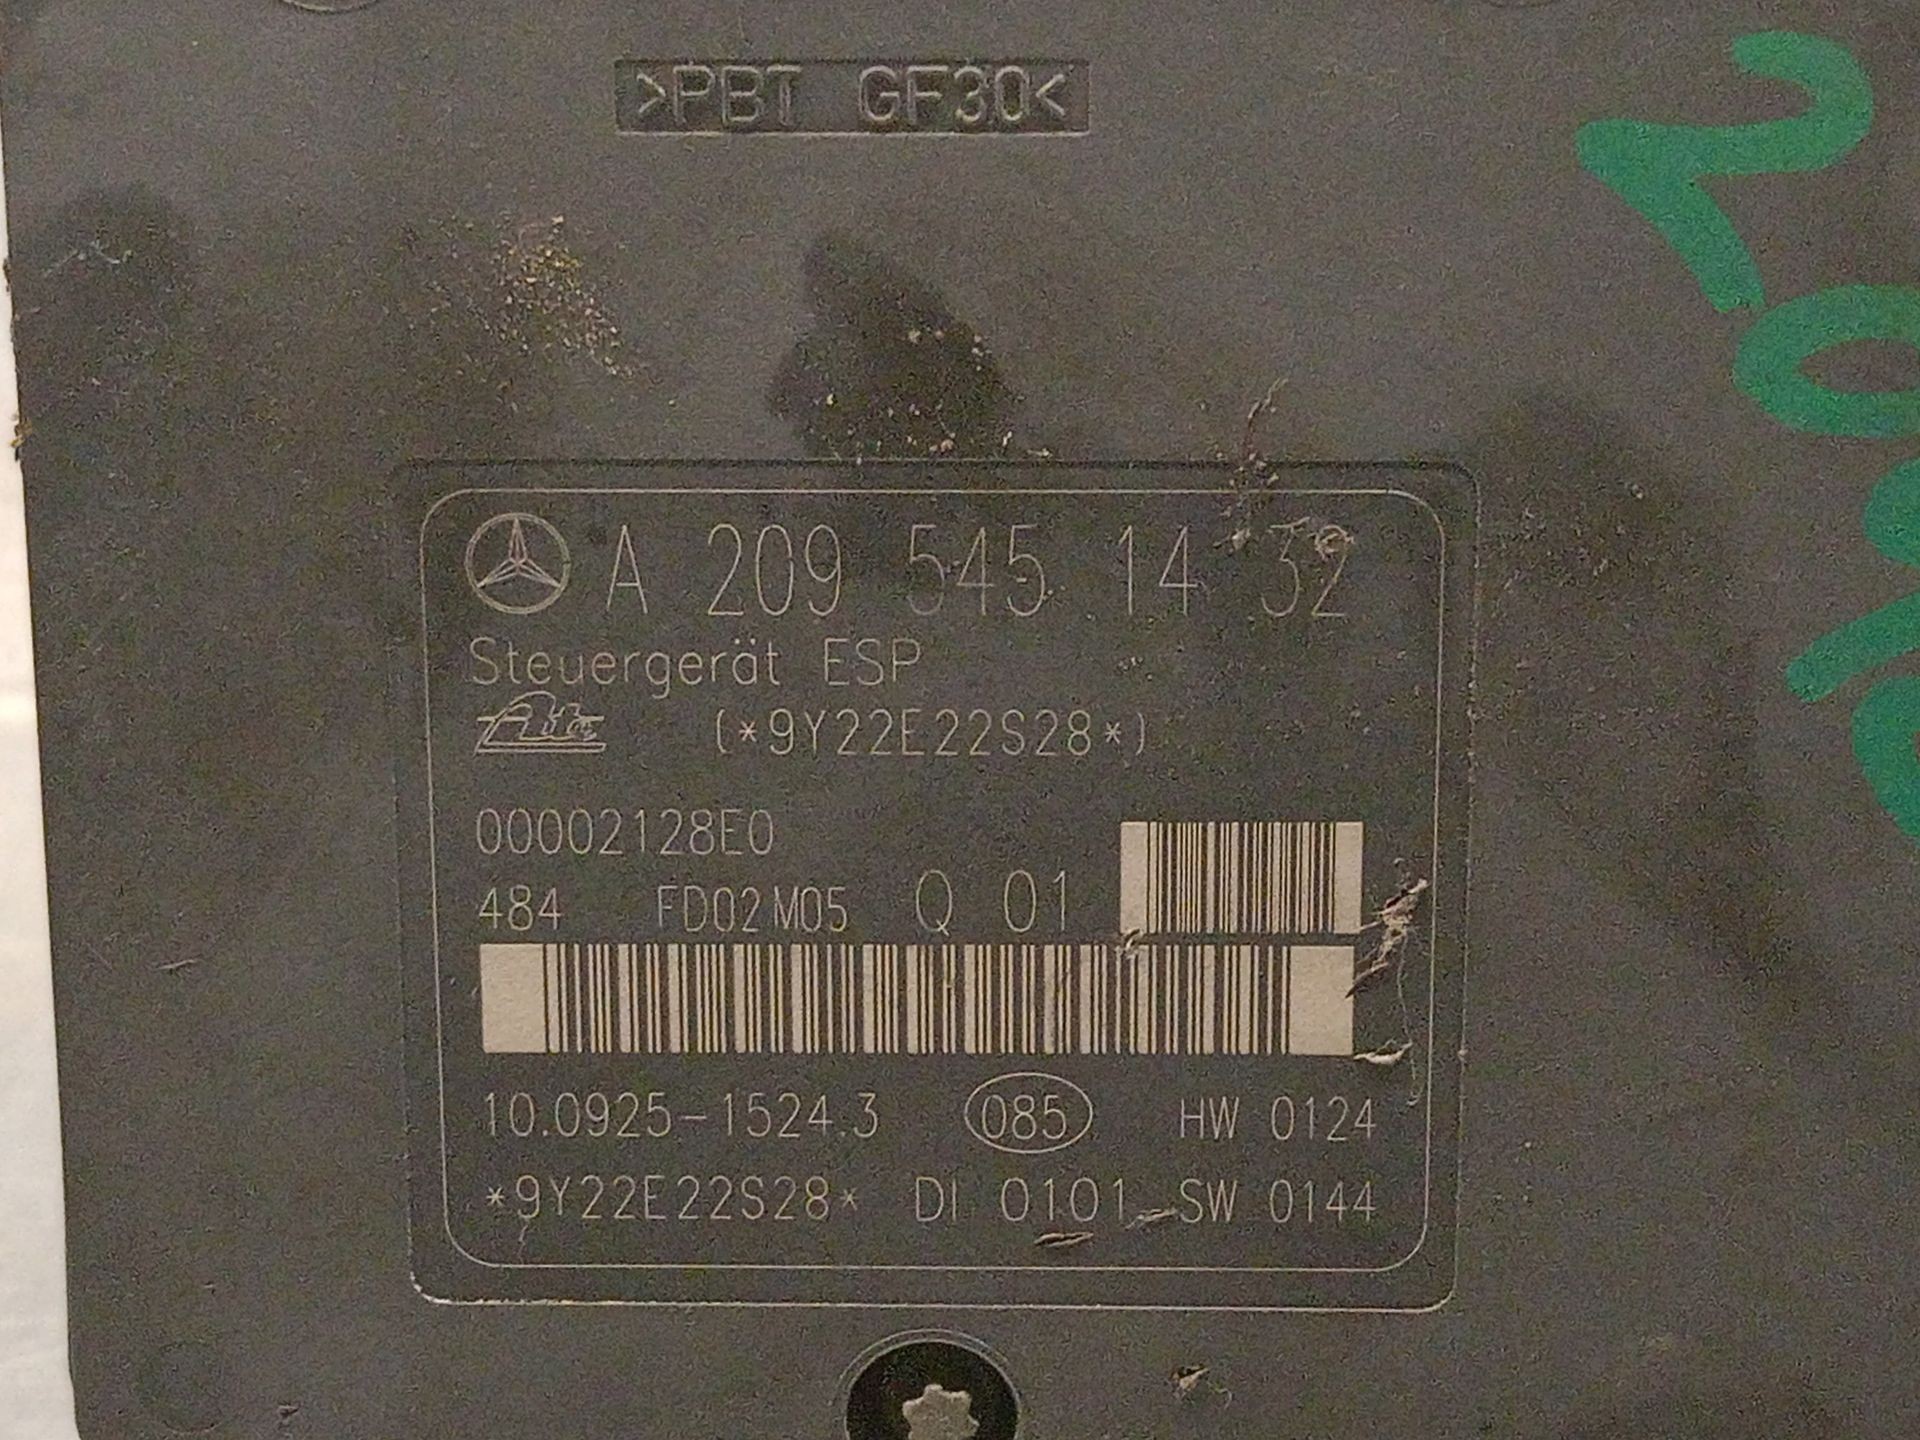 >PBT GF30<
A 209 545 14 32
Steuergerät ESP
Ate (*9Y22E22S28*)
00002128E0
484 FD02M05 Q 01
10.0925-1524.3 085 HW 0124
*9Y22E22S28* DI 0101 SW 0144